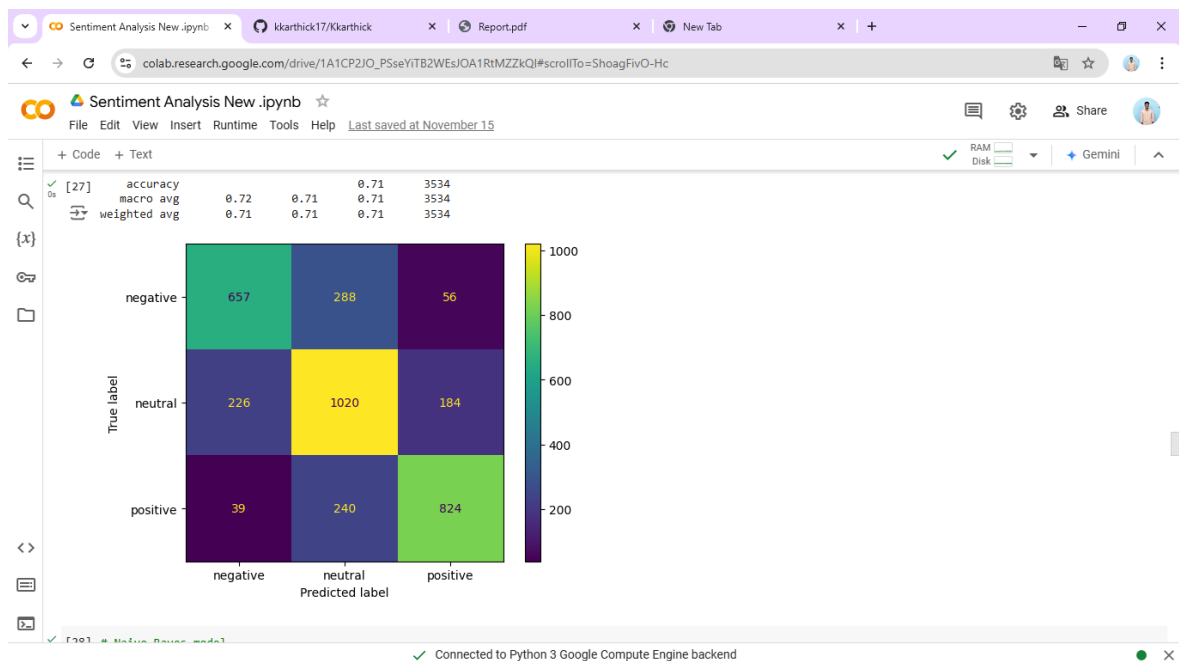 Sentiment Analysis New .ipynb
kkarthick17/Kkarthick
Report.pdf
New Tab
colab.research.google.com/drive/1A1CP2JO_PSseYiTB2WEsJOA1RtMZZkQI#scrollTo=ShoagFivO-Hc
CO Sentiment Analysis New .ipynb
File Edit View Insert Runtime Tools Help Last saved at November 15
Share
+ Code + Text
RAM
Disk
Gemini
[27] accuracy 0.71 3534
0s
macro avg 0.72 0.71 0.71 3534
weighted avg 0.71 0.71 0.71 3534
{x}
1000
negative 657 288 56
800
600
True label
neutral 226 1020 184
400
positive 39 240 824
200
negative neutral positive
Predicted label
[28] # Naive Bayes model
Connected to Python 3 Google Compute Engine backend